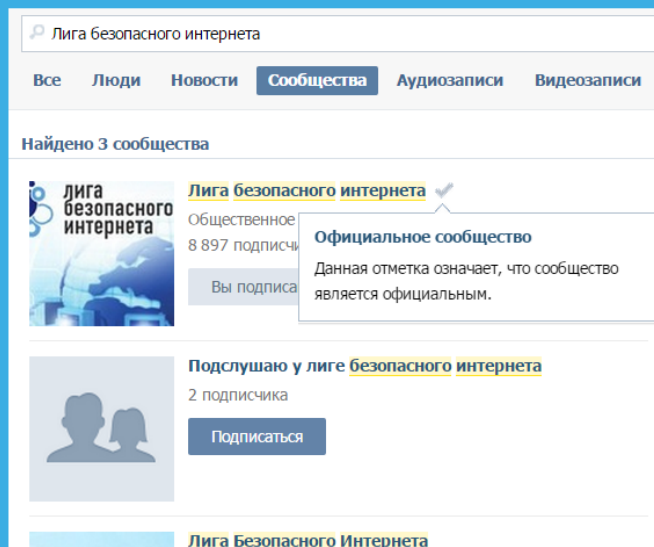 Лига безопасного интернета
Все Люди Новости Сообщества Аудиозаписи Видеозаписи
Найдено 3 сообщества
лига
безопасного
интернета
Лига безопасного интернета
Общественное
8 897 подписчи
Вы подписа
Официальное сообщество
Данная отметка означает, что сообщество
является официальным.
Подслушаю у лиге безопасного интернета
2 подписчика
Подписаться
Лига Безопасного Интернета